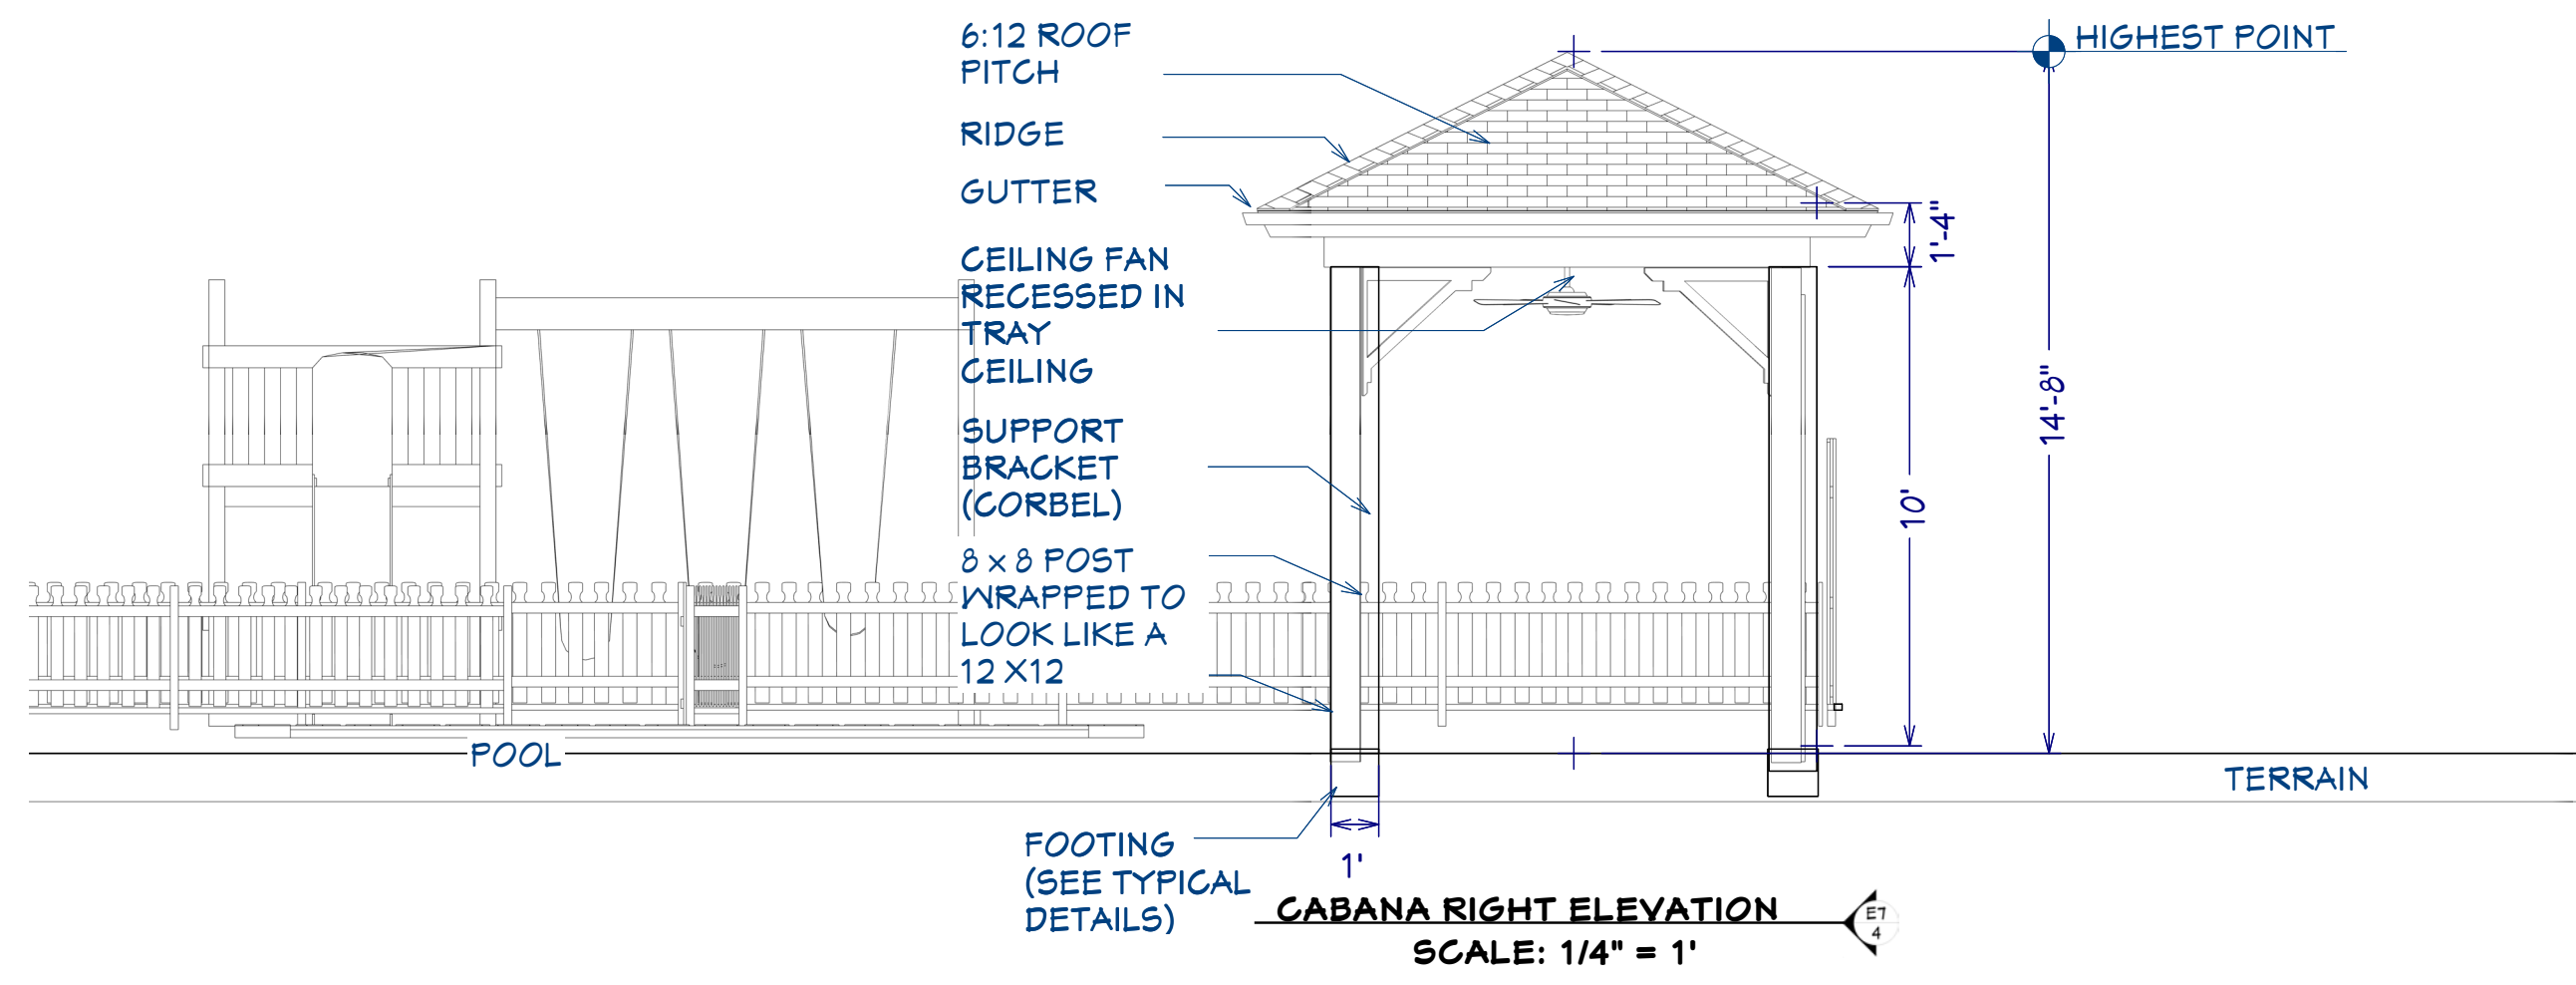 6:12 ROOF
PITCH
RIDGE
GUTTER
CEILING FAN
RECESSED IN
TRAY
CEILING
SUPPORT
BRACKET
(CORBEL)
8 x 8 POST
WRAPPED TO
LOOK LIKE A
12 X12
HIGHEST POINT
1'-4"
14'-8"
10'
POOL
TERRAIN
FOOTING
(SEE TYPICAL
DETAILS)
1'
CABANA RIGHT ELEVATION
SCALE: 1/4" = 1'
E7
4